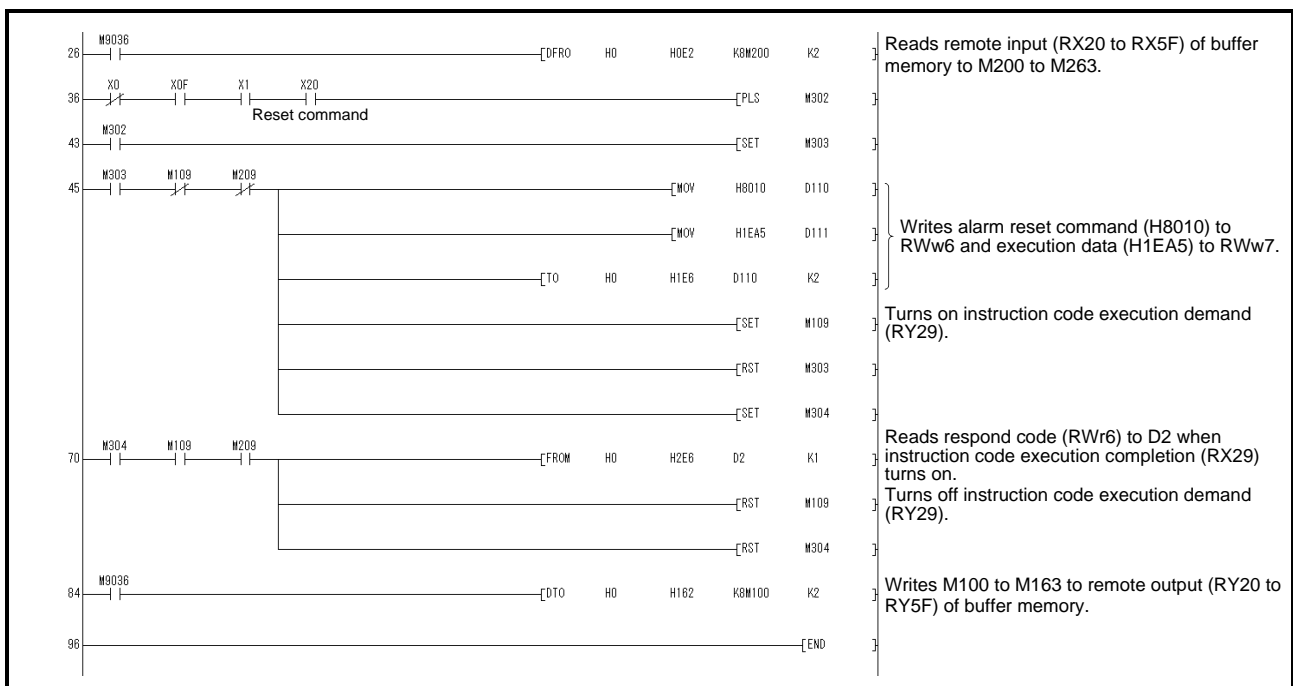 M9036
26 DFRO H0 H0E2 K8M200 K2
Reads remote input (RX20 to RX5F) of buffer
memory to M200 to M263.
X0 X0F X1 X20
36 PLS M302
Reset command
M302
43 SET M303
M303 M109 M209
45 MOV H8010 D110
MOV H1EA5 D111
Writes alarm reset command (H8010) to
RWw6 and execution data (H1EA5) to RWw7.
TO H0 H1E6 D110 K2
SET M109
Turns on instruction code execution demand
(RY29).
RST M303
SET M304
M304 M109 M209
70 FROM H0 H2E6 D2 K1
Reads respond code (RWr6) to D2 when
instruction code execution completion (RX29)
turns on.
RST M109
Turns off instruction code execution demand
(RY29).
RST M304
M9036
84 DTO H0 H162 K8M100 K2
Writes M100 to M163 to remote output (RY20 to
RY5F) of buffer memory.
96 END